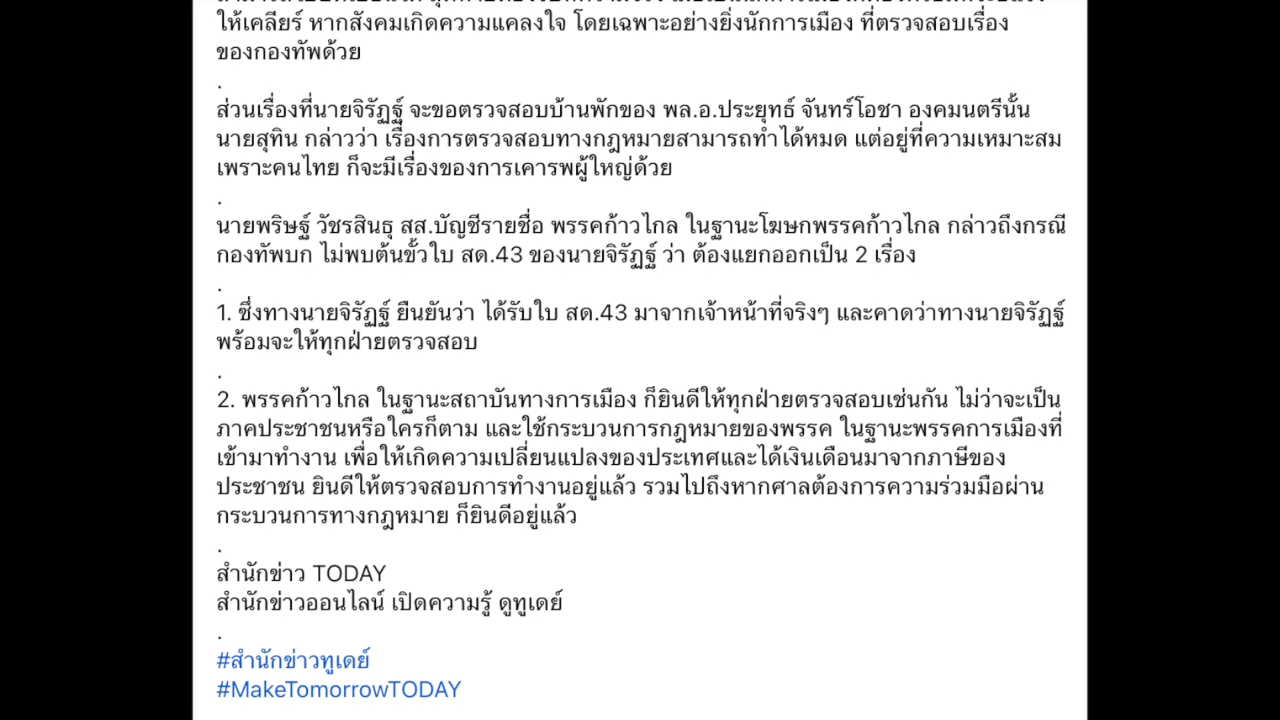 ให้เคลียร์ หากสังคมเกิดความแคลงใจ โดยเฉพาะอย่างยิ่งนักการเมือง ที่ตรวจสอบเรื่อง
ของกองทัพด้วย
.
ส่วนเรื่องที่นายจิรัฏฐ์ จะขอตรวจสอบบ้านพักของ พล.อ.ประยุทธ์ จันทร์โอชา องคมนตรีนั้น
นายสุทิน กล่าวว่า เรื่องการตรวจสอบทางกฎหมายสามารถทำได้หมด แต่อยู่ที่ความเหมาะสม
เพราะคนไทย ก็จะมีเรื่องของการเคารพผู้ใหญ่ด้วย
.
นายพริษฐ์ วัชรสินธุ สส.บัญชีรายชื่อ พรรคก้าวไกล ในฐานะโฆษกพรรคก้าวไกล กล่าวถึงกรณี
กองทัพบก ไม่พบต้นขั้วใบ สด.43 ของนายจิรัฏฐ์ ว่า ต้องแยกออกเป็น 2 เรื่อง
.
1. ซึ่งทางนายจิรัฏฐ์ ยืนยันว่า ได้รับใบ สด.43 มาจากเจ้าหน้าที่จริงๆ และคาดว่าทางนายจิรัฏฐ์
พร้อมจะให้ทุกฝ่ายตรวจสอบ
.
2. พรรคก้าวไกล ในฐานะสถาบันทางการเมือง ก็ยินดีให้ทุกฝ่ายตรวจสอบเช่นกัน ไม่ว่าจะเป็น
ภาคประชาชนหรือใครก็ตาม และใช้กระบวนการกฎหมายของพรรค ในฐานะพรรคการเมืองที่
เข้ามาทำงาน เพื่อให้เกิดความเปลี่ยนแปลงของประเทศและได้เงินเดือนมาจากภาษีของ
ประชาชน ยินดีให้ตรวจสอบการทำงานอยู่แล้ว รวมไปถึงหากศาลต้องการความร่วมมือผ่าน
กระบวนการทางกฎหมาย ก็ยินดีอยู่แล้ว
.
สำนักข่าว TODAY
สำนักข่าวออนไลน์ เปิดความรู้ ดูทูเดย์
.
#สำนักข่าวทูเดย์
#MakeTomorrowTODAY